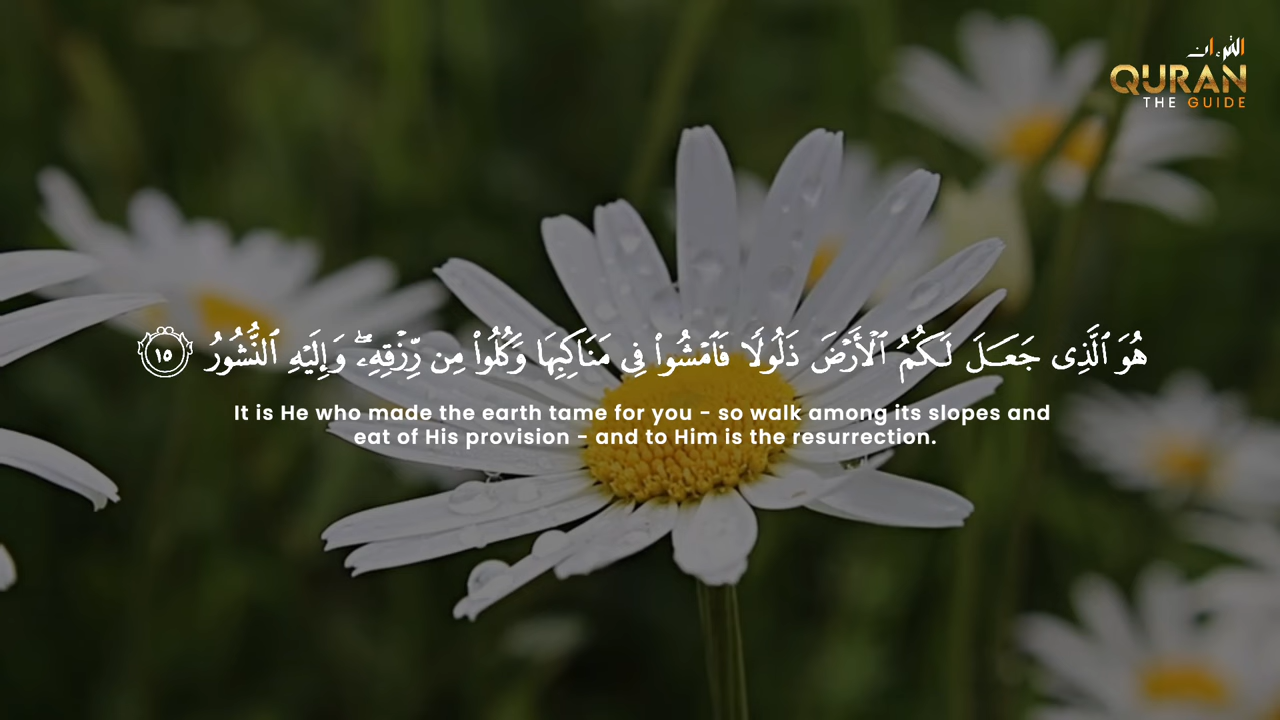 القرءان
QURAN
THE GUIDE
هُوَ ٱلَّذِى جَعَلَ لَكُمُ ٱلْأَرْضَ ذَلُولًا فَٱمْشُوا۟ فِى مَنَاكِبِهَا وَكُلُوا۟ مِن رِّزْقِهِۦ ۖ وَإِلَيْهِ ٱلنُّشُورُ ١٥
It is He who made the earth tame for you - so walk among its slopes and
eat of His provision - and to Him is the resurrection.